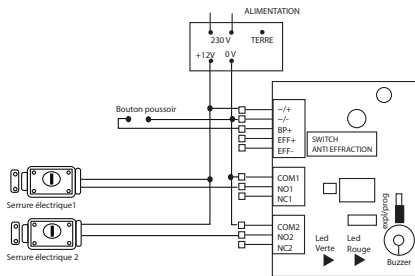 ALIMENTATION
230 V
TERRE
+12V 0 V
Bouton poussoir
~/+
~/-
BP+
EFF+
EFF-
SWITCH
ANTI EFFRACTION
COM1
NO1
NC1
Serrure électrique1
COM2
NO2
NC2
Serrure électrique 2
expl/prog
Led
Verte
Led
Rouge
Buzzer